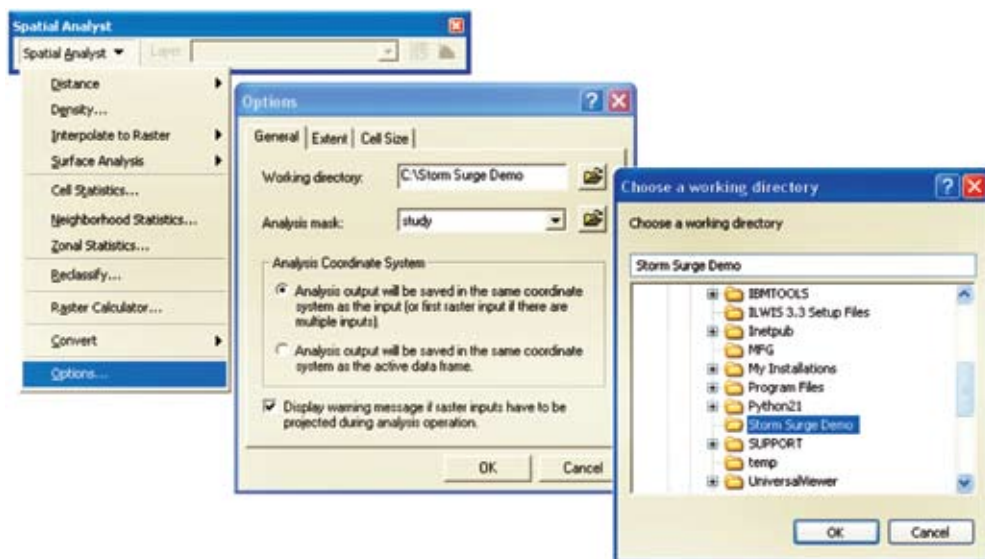 Spatial Analyst
Spatial Analyst
Layer:
Distance
Density...
Interpolate to Raster
Surface Analysis
Cell Statistics...
Neighborhood Statistics...
Zonal Statistics...
Reclassify...
Raster Calculator...
Convert
Options...
Options
General
Extent
Cell Size
Working directory:
C:\Storm Surge Demo
Analysis mask:
study
Analysis Coordinate System
Analysis output will be saved in the same coordinate
system as the input (or first raster input if there are
multiple inputs).
Analysis output will be saved in the same coordinate
system as the active data frame.
Display warning message if raster inputs have to be
projected during analysis operation.
OK
Cancel
Choose a working directory
Choose a working directory
Storm Surge Demo
IBMTOOLS
ILWIS 3.3 Setup Files
Inetpub
MFG
My Installations
Program Files
Python21
Storm Surge Demo
SUPPORT
temp
UniversalViewer
OK
Cancel